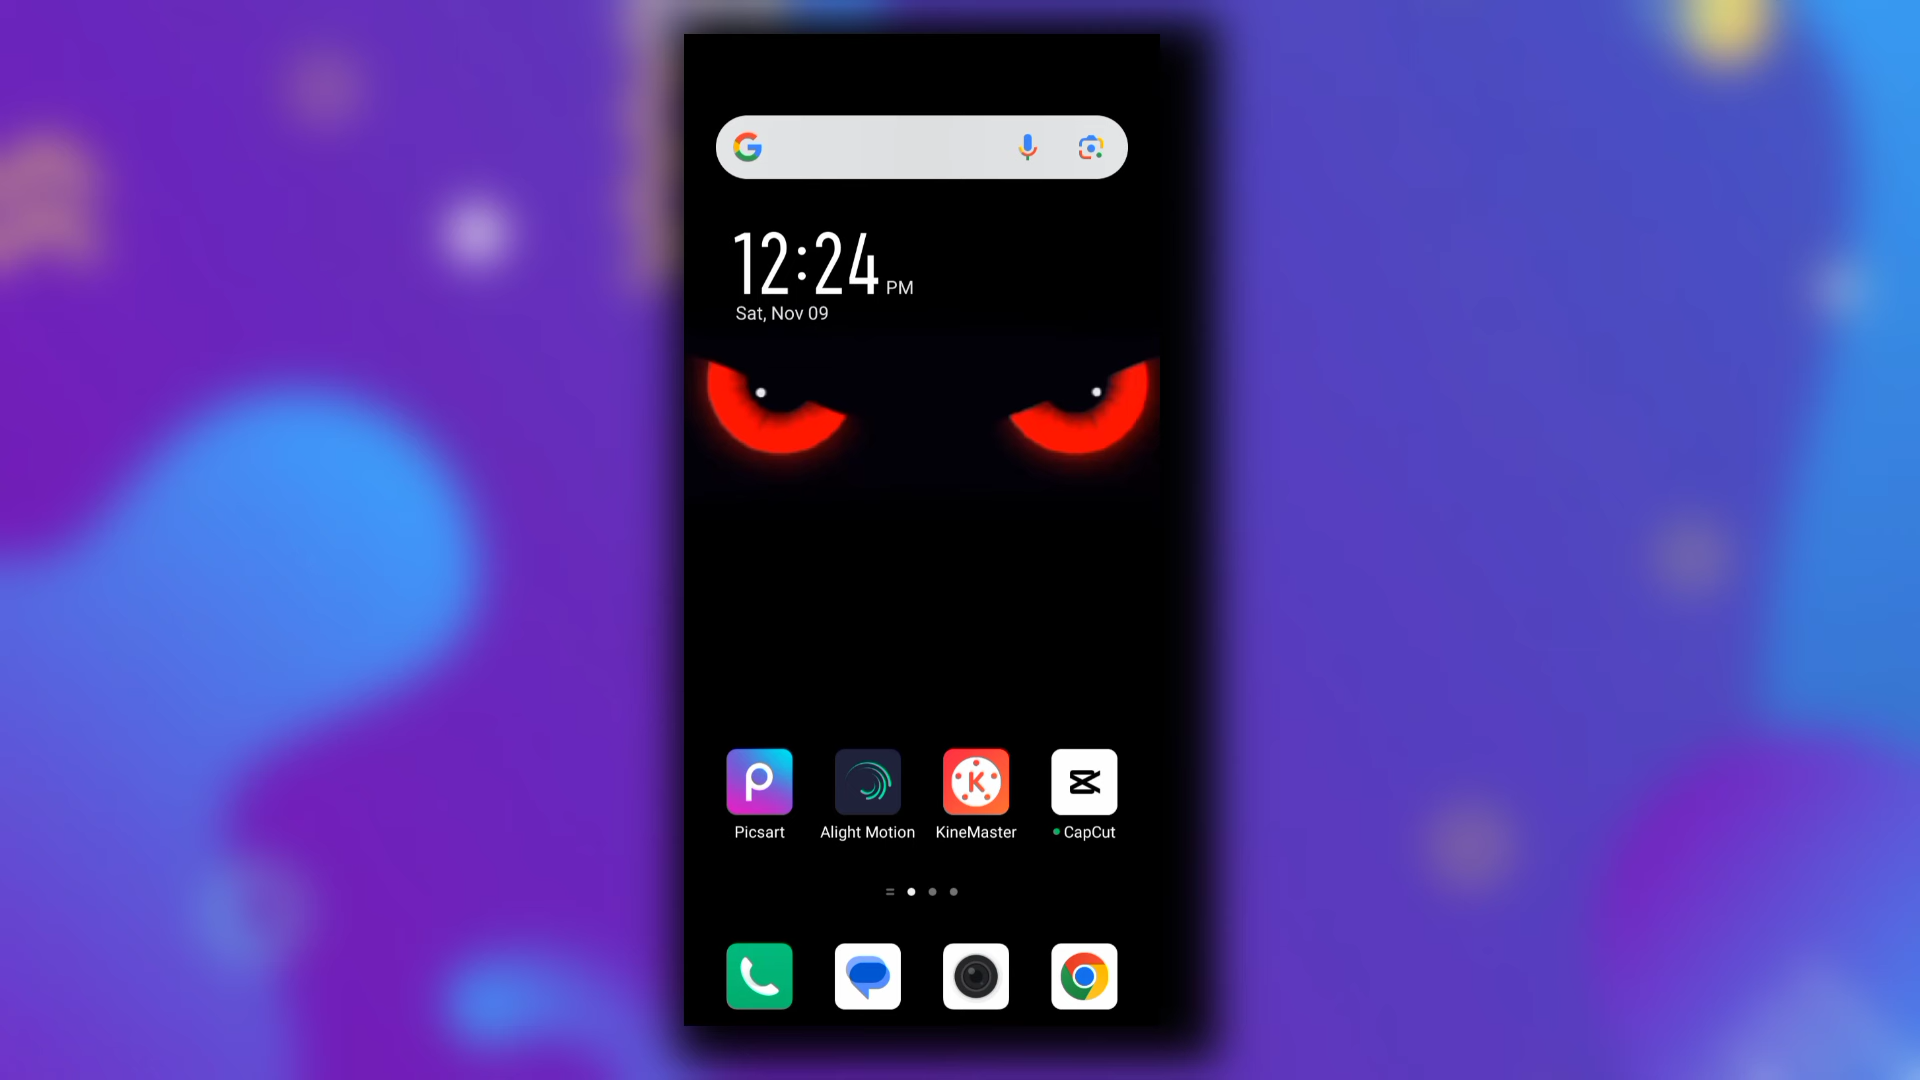 12:24 PM
Sat, Nov 09
Picsart
Alight Motion
KineMaster
CapCut